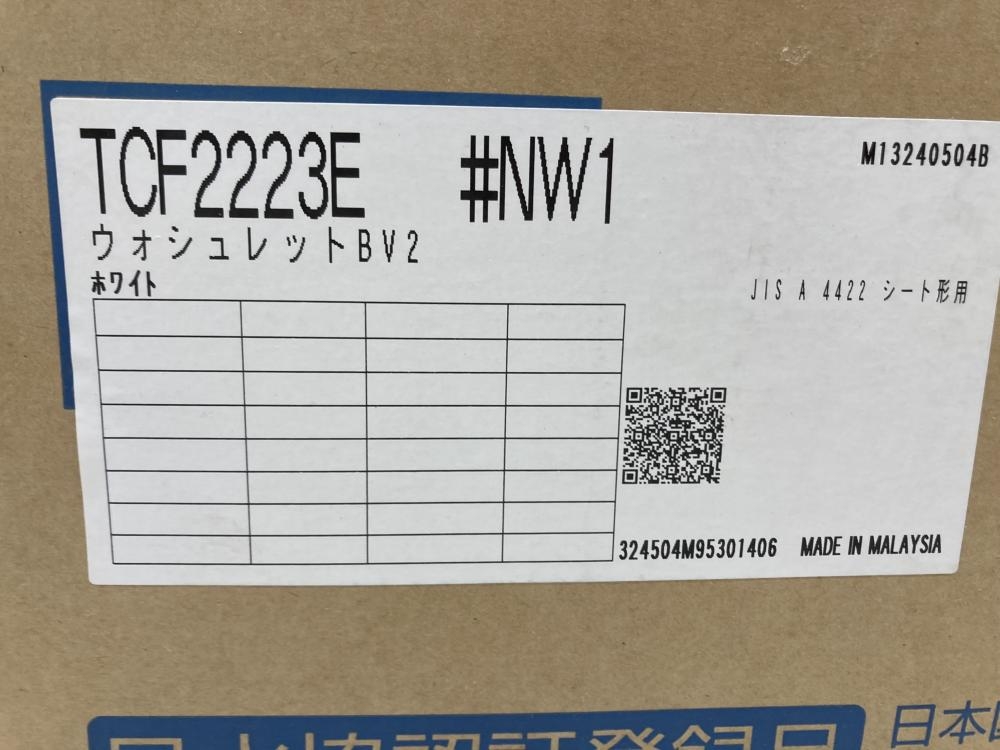 TCF2223E #NW1
M13240504B
ウォシュレットBV2
ホワイト
JIS A 4422 シート形用
324504M95301406 MADE IN MALAYSIA
日本